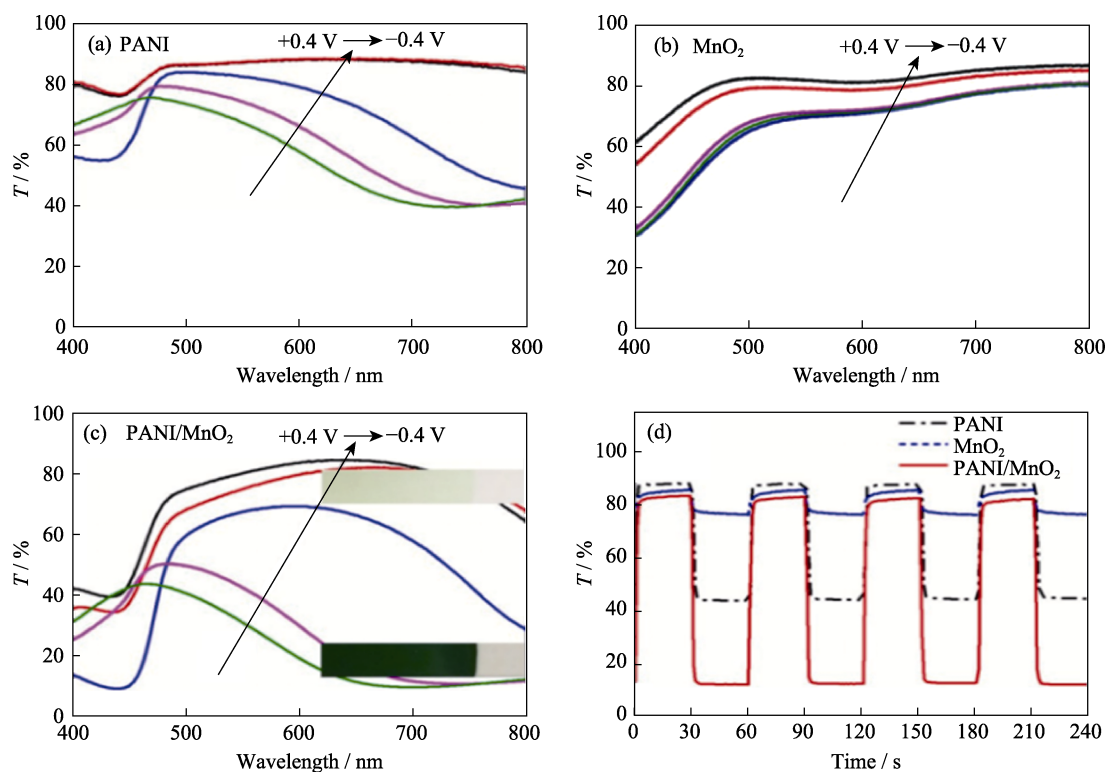 (a) PANI
+0.4 V → −0.4 V
T / %
100
80
60
40
20
0
400 500 600 700 800
Wavelength / nm
(b) MnO₂
+0.4 V → −0.4 V
T / %
100
80
60
40
20
0
400 500 600 700 800
Wavelength / nm
(c) PANI/MnO₂
+0.4 V → −0.4 V
T / %
100
80
60
40
20
0
400 500 600 700 800
Wavelength / nm
(d)
PANI
MnO₂
PANI/MnO₂
T / %
100
80
60
40
20
0
0 30 60 90 120 150 180 210 240
Time / s